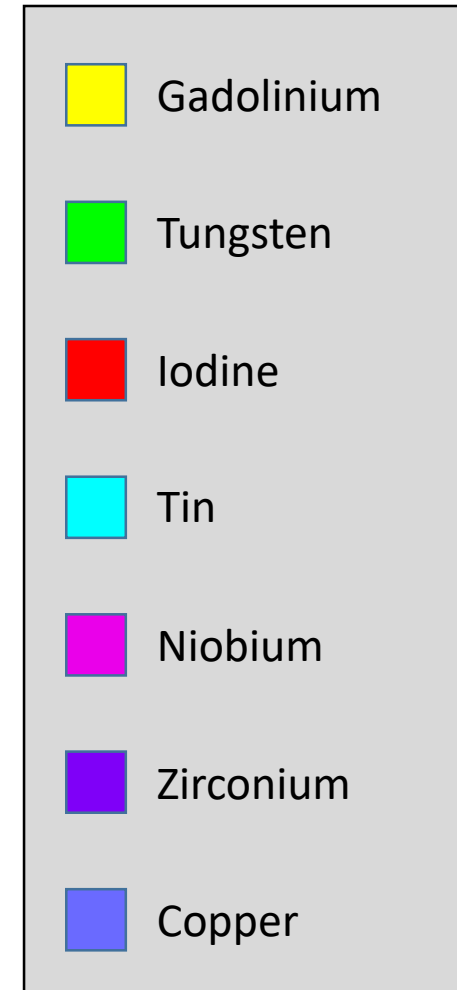 Gadolinium
Tungsten
Iodine
Tin
Niobium
Zirconium
Copper